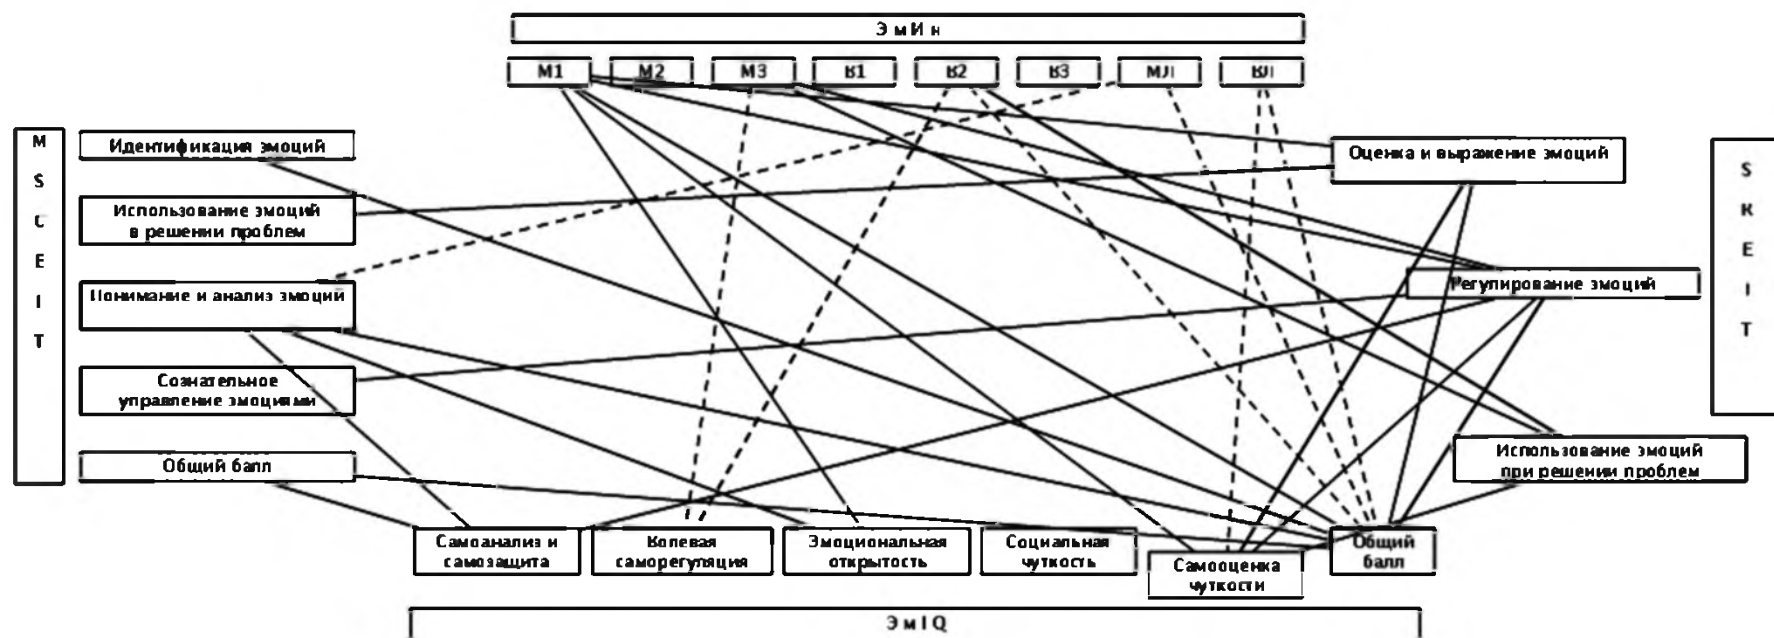 ЭмИн
М1 М2 М3 В1 В2 В3 МЛ ВЛ
MSCEIT
Идентификация эмоций
Использование эмоций
в решении проблем
Понимание и анализ эмоций
Сознательное
управление эмоциями
Общий балл
Оценка и выражение эмоций
Регулирование эмоций
Использование эмоций
при решении проблем
SREIT
Самоанализ и
самозащита
Волевая
саморегуляция
Эмоциональная
открытость
Социальная
чуткость
Самооценка
чуткости
Общий
балл
ЭмIQ